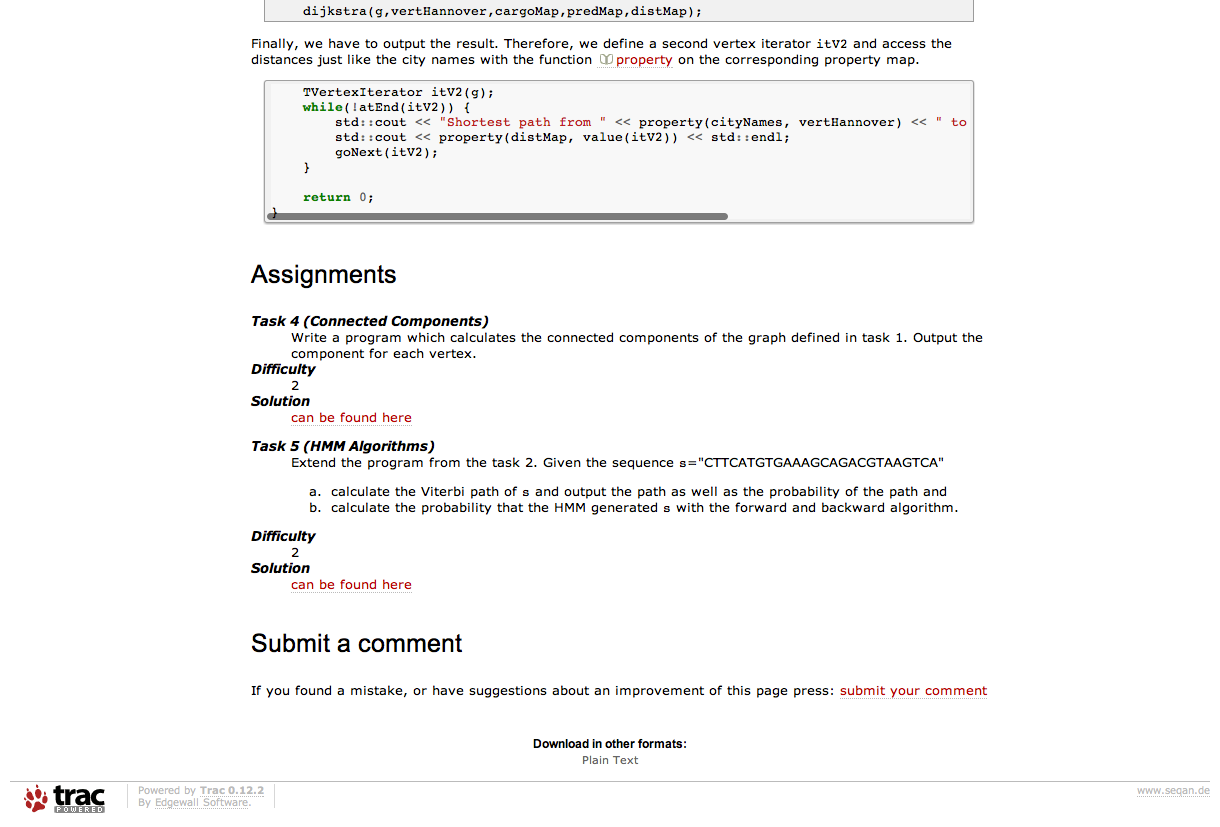 dijkstra(g,vertHannover,cargoMap,predMap,distMap);
Finally, we have to output the result. Therefore, we define a second vertex iterator itV2 and access the
distances just like the city names with the function property on the corresponding property map.
TVertexIterator itV2(g);
while(!atEnd(itV2)) {
std::cout << "Shortest path from " << property(cityNames, vertHannover) << " to
std::cout << property(distMap, value(itV2)) << std::endl;
goNext(itV2);
}
return 0;
}
Assignments
Task 4 (Connected Components)
Write a program which calculates the connected components of the graph defined in task 1. Output the
component for each vertex.
Difficulty
2
Solution
can be found here
Task 5 (HMM Algorithms)
Extend the program from the task 2. Given the sequence s="CTTCATGTGAAAGCAGACGTAAGTCA"
a. calculate the Viterbi path of s and output the path as well as the probability of the path and
b. calculate the probability that the HMM generated s with the forward and backward algorithm.
Difficulty
2
Solution
can be found here
Submit a comment
If you found a mistake, or have suggestions about an improvement of this page press: submit your comment
Download in other formats:
Plain Text
trac
POWERED
Powered by Trac 0.12.2
By Edgewall Software.
www.seqan.de